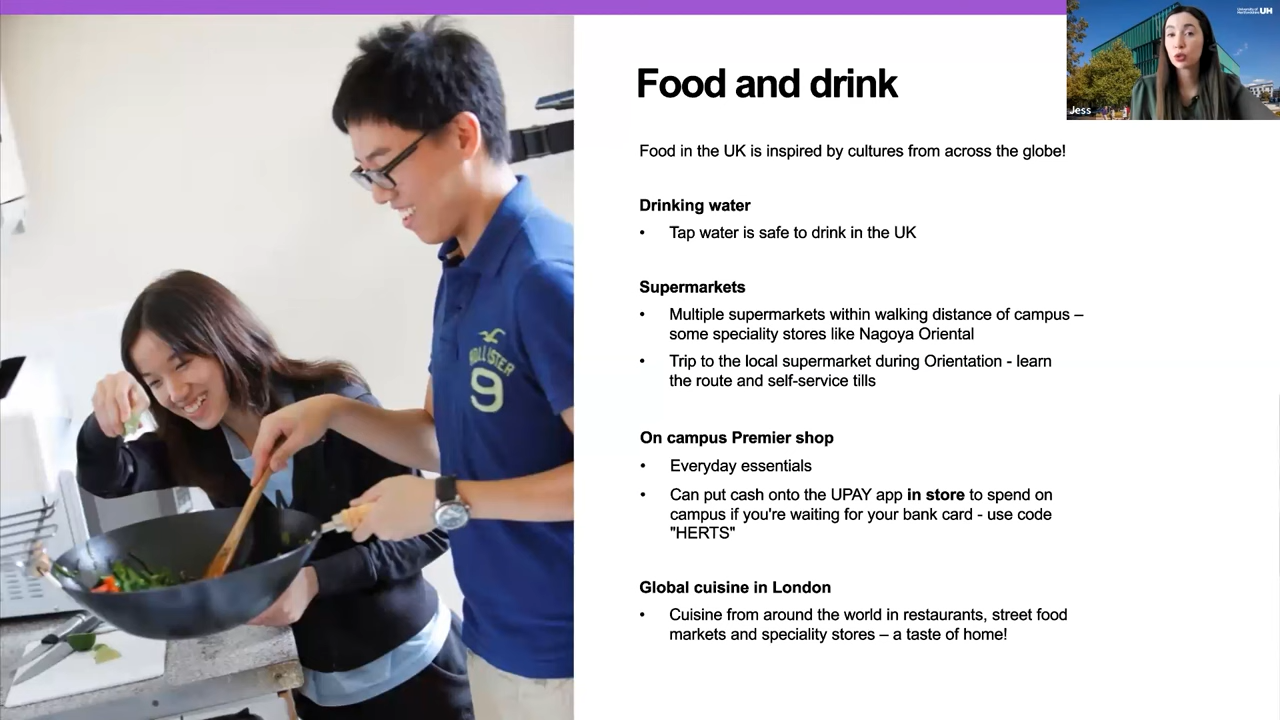 Food and drink
University of
Hertfordshire UH
Jess
Food in the UK is inspired by cultures from across the globe!
Drinking water
• Tap water is safe to drink in the UK
Supermarkets
• Multiple supermarkets within walking distance of campus –
some speciality stores like Nagoya Oriental
• Trip to the local supermarket during Orientation - learn
the route and self-service tills
On campus Premier shop
• Everyday essentials
• Can put cash onto the UPAY app in store to spend on
campus if you're waiting for your bank card - use code
"HERTS"
Global cuisine in London
• Cuisine from around the world in restaurants, street food
markets and speciality stores – a taste of home!
HOLLISTER
9